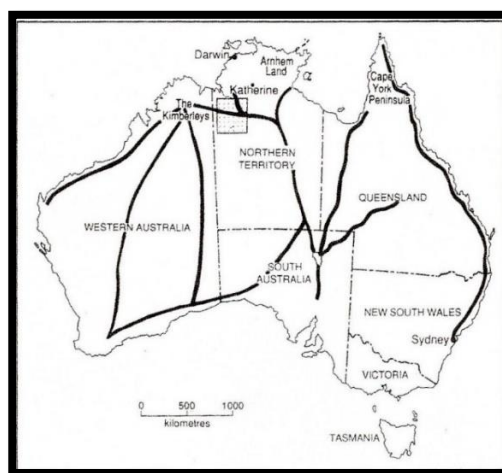 Darwin
Arnhem
Land
Katherine
The
Kimberleys
Cape
York
Peninsula
NORTHERN
TERRITORY
QUEENSLAND
WESTERN AUSTRALIA
SOUTH
AUSTRALIA
NEW SOUTH WALES
Sydney
VICTORIA
0 500 1000
kilometres
TASMANIA